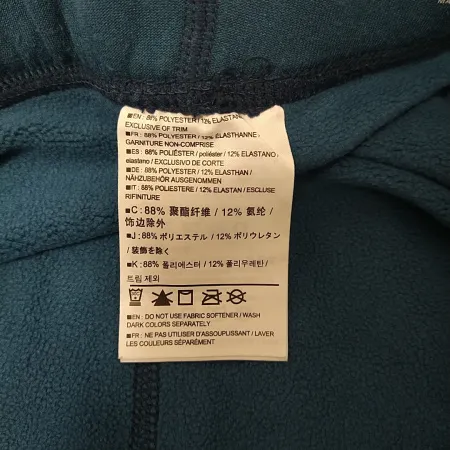 ■EN: 88% POLYESTER / 12% ELASTAN
EXCLUSIVE OF TRIM
■FR: 88% POLYESTER / 12% ÉLASTHANNE /
GARNITURE NON-COMPRISE
■ES: 88% POLIÉSTER / poliéster / 12% ELASTANO /
elastano / EXCLUSIVO DE CORTE
■DE: 88% POLYESTER / 12% ELASTHAN /
NÄHZUBEHÖR AUSGENOMMEN
■IT: 88% POLIESTERE / 12% ELASTAN / ESCLUSE
RIFINITURE
■C: 88% 聚酯纤维 / 12% 氨纶 /
饰边除外
■J: 88% ポリエステル / 12% ポリウレタン
/ 装飾を除く
■K: 88% 폴리에스터 / 12% 폴리우레탄 /
트림 제외
■EN: DO NOT USE FABRIC SOFTENER / WASH
DARK COLORS SEPARATELY
■FR: NE PAS UTILISER D'ASSOUPLISSANT / LAVER
LES COULEURS SÉPARÉMENT